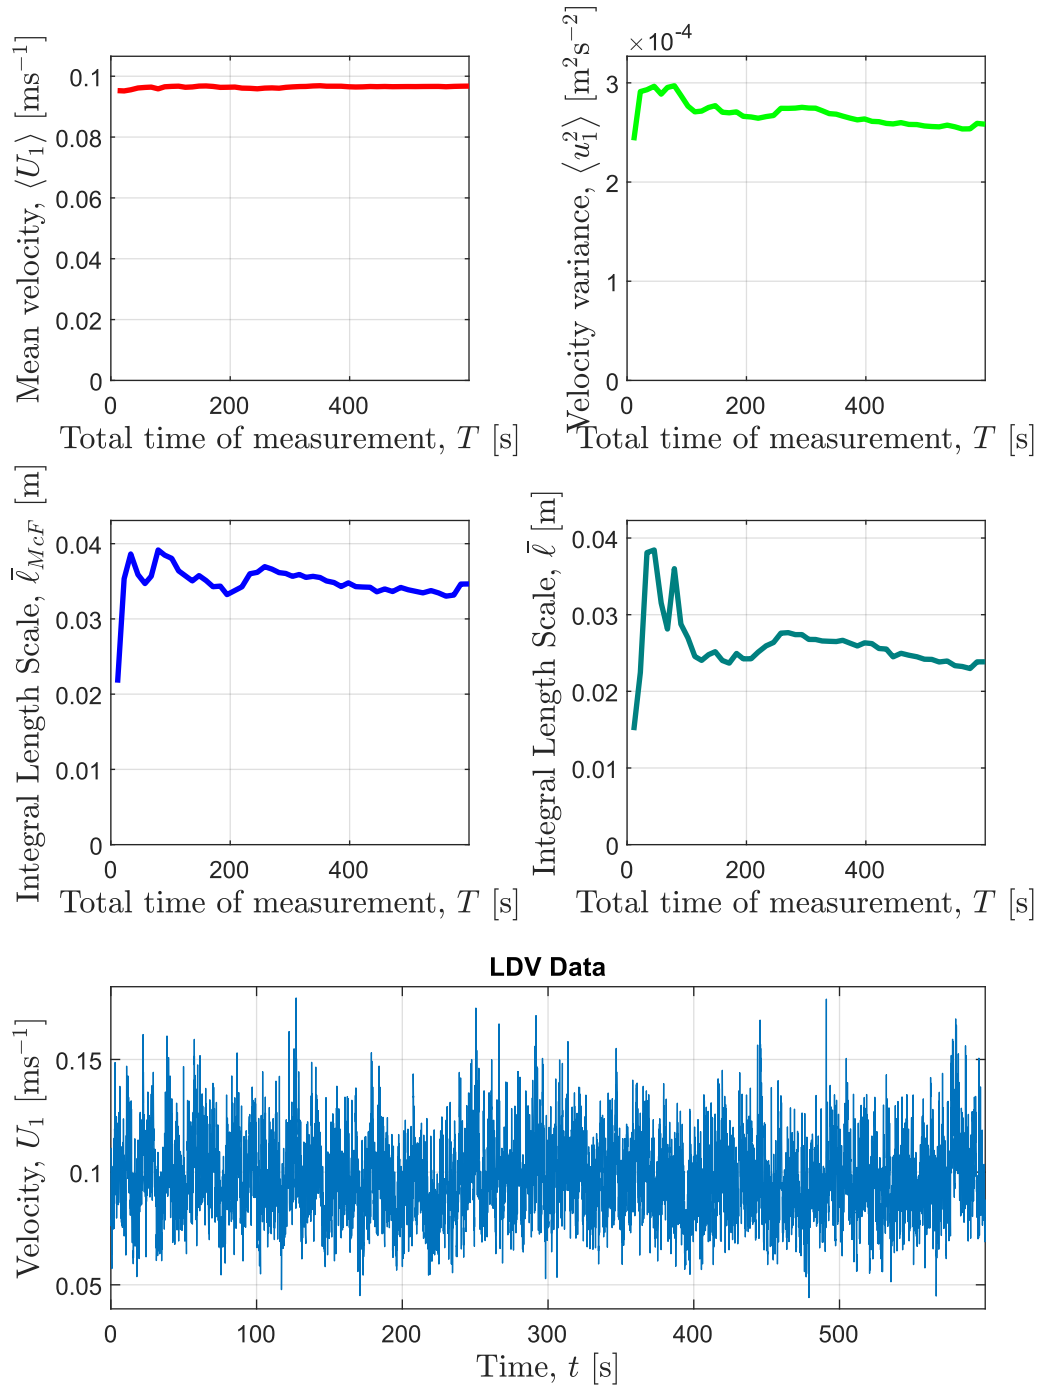 Mean velocity, ⟨U₁⟩ [ms⁻¹]
0.1
0.08
0.06
0.04
0.02
0
0 200 400
Total time of measurement, T [s]
Velocity variance, ⟨u₁²⟩ [m²s⁻²]
×10⁻⁴
3
2
1
0
0 200 400
Total time of measurement, T [s]
Integral Length Scale, ℓ̄_McF [m]
0.04
0.03
0.02
0.01
0
0 200 400
Total time of measurement, T [s]
Integral Length Scale, ℓ̄ [m]
0.04
0.03
0.02
0.01
0
0 200 400
Total time of measurement, T [s]
LDV Data
Velocity, U₁ [ms⁻¹]
0.15
0.1
0.05
0 100 200 300 400 500
Time, t [s]